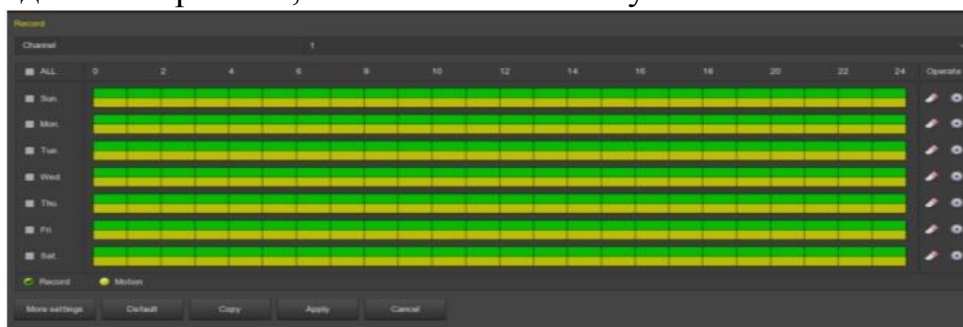 Record
Channel 1
ALL 0 2 4 6 8 10 12 14 16 18 20 22 24 Operate
Sun.
Mon.
Tue.
Wed.
Thu.
Fri.
Sat.
Record Motion
More settings Default Copy Apply Cancel